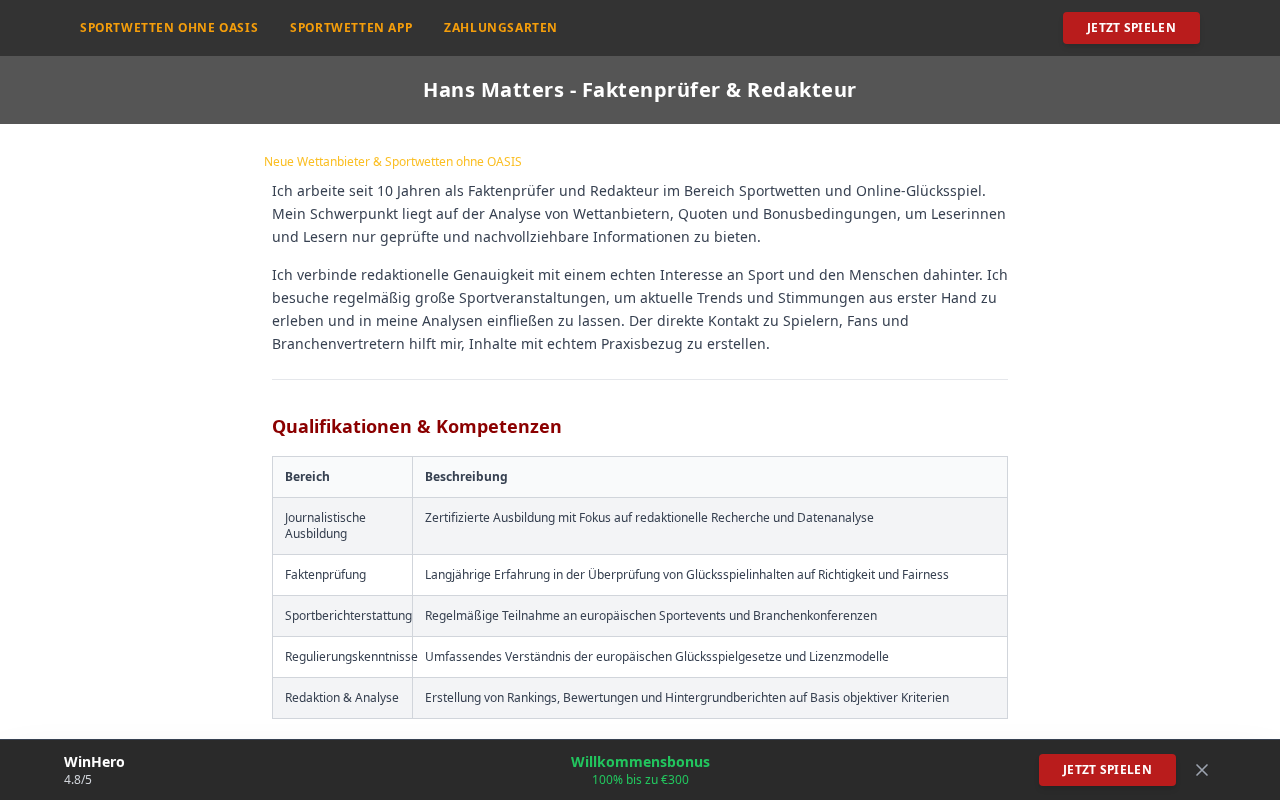 SPORTWETTEN OHNE OASIS SPORTWETTEN APP ZAHLUNGSARTEN JETZT SPIELEN
Hans Matters - Faktenprüfer & Redakteur
Neue Wettanbieter & Sportwetten ohne OASIS
Ich arbeite seit 10 Jahren als Faktenprüfer und Redakteur im Bereich Sportwetten und Online-Glücksspiel.
Mein Schwerpunkt liegt auf der Analyse von Wettanbietern, Quoten und Bonusbedingungen, um Leserinnen
und Lesern nur geprüfte und nachvollziehbare Informationen zu bieten.
Ich verbinde redaktionelle Genauigkeit mit einem echten Interesse an Sport und den Menschen dahinter. Ich
besuche regelmäßig große Sportveranstaltungen, um aktuelle Trends und Stimmungen aus erster Hand zu
erleben und in meine Analysen einfließen zu lassen. Der direkte Kontakt zu Spielern, Fans und
Branchenvertretern hilft mir, Inhalte mit echtem Praxisbezug zu erstellen.
Qualifikationen & Kompetenzen
Bereich Beschreibung
Journalistische Ausbildung Zertifizierte Ausbildung mit Fokus auf redaktionelle Recherche und Datenanalyse
Faktenprüfung Langjährige Erfahrung in der Überprüfung von Glücksspielinhalten auf Richtigkeit und Fairness
Sportberichterstattung Regelmäßige Teilnahme an europäischen Sportevents und Branchenkonferenzen
Regulierungskenntnisse Umfassendes Verständnis der europäischen Glücksspielgesetze und Lizenzmodelle
Redaktion & Analyse Erstellung von Rankings, Bewertungen und Hintergrundberichten auf Basis objektiver Kriterien
WinHero
4.8/5
Willkommensbonus
100% bis zu €300
JETZT SPIELEN